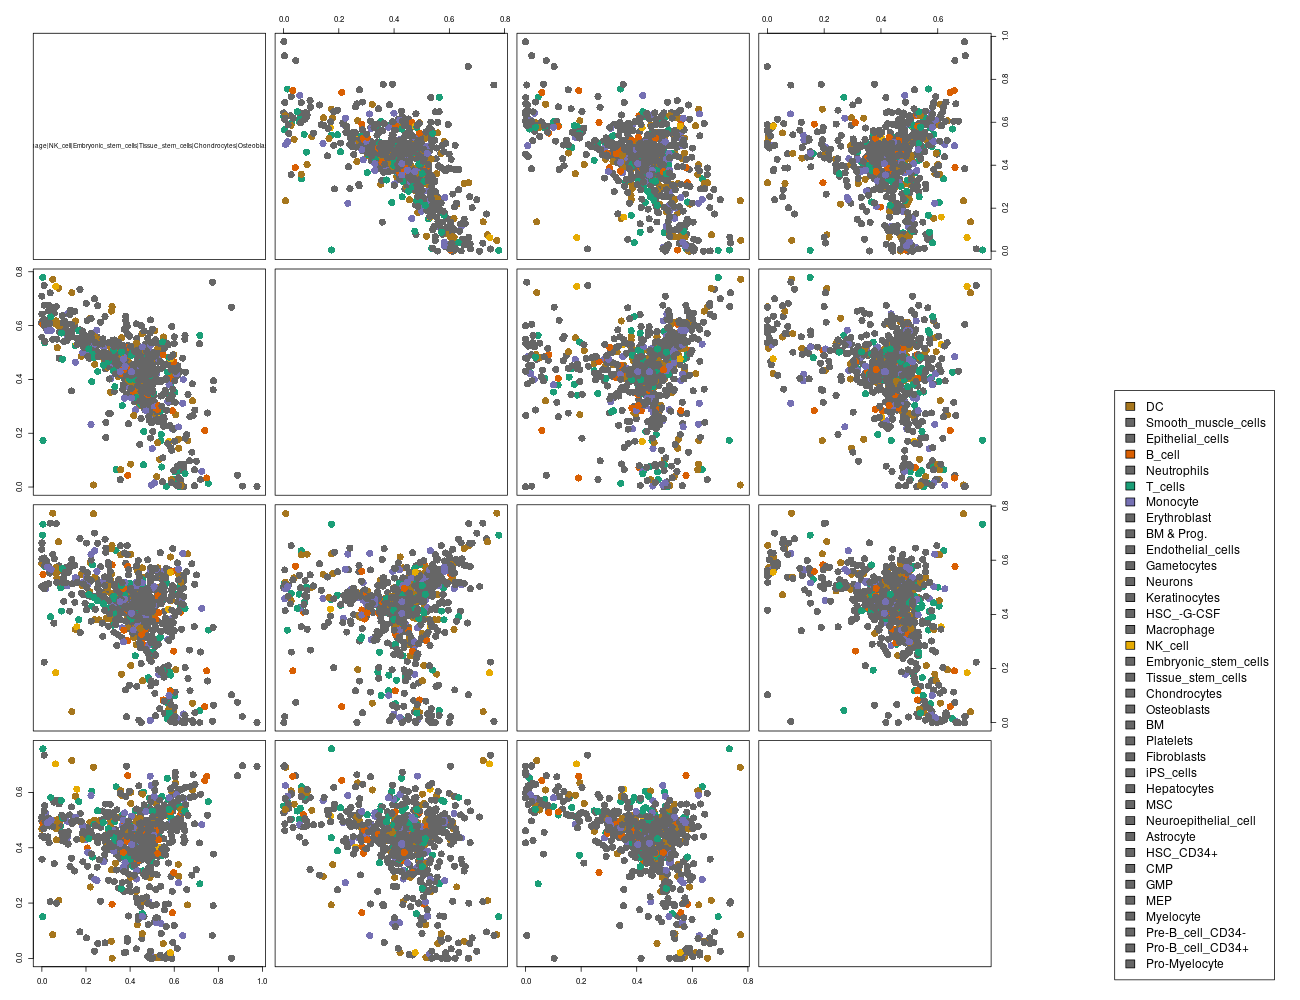 0.0 0.2 0.4 0.6 0.8
0.0 0.2 0.4 0.6
0.0 0.2 0.4 0.6 0.8 1.0
age|NK_cell|Embryonic_stem_cells|Tissue_stem_cells|Chondrocytes|Osteobla
0.0 0.2 0.4 0.6 0.8
0.0 0.2 0.4 0.6 0.8
0.0 0.2 0.4 0.6
0.0 0.2 0.4 0.6 0.8 1.0
0.0 0.2 0.4 0.6 0.8
DC
Smooth_muscle_cells
Epithelial_cells
B_cell
Neutrophils
T_cells
Monocyte
Erythroblast
BM & Prog.
Endothelial_cells
Gametocytes
Neurons
Keratinocytes
HSC_-G-CSF
Macrophage
NK_cell
Embryonic_stem_cells
Tissue_stem_cells
Chondrocytes
Osteoblasts
BM
Platelets
Fibroblasts
iPS_cells
Hepatocytes
MSC
Neuroepithelial_cell
Astrocyte
HSC_CD34+
CMP
GMP
MEP
Myelocyte
Pre-B_cell_CD34-
Pro-B_cell_CD34+
Pro-Myelocyte